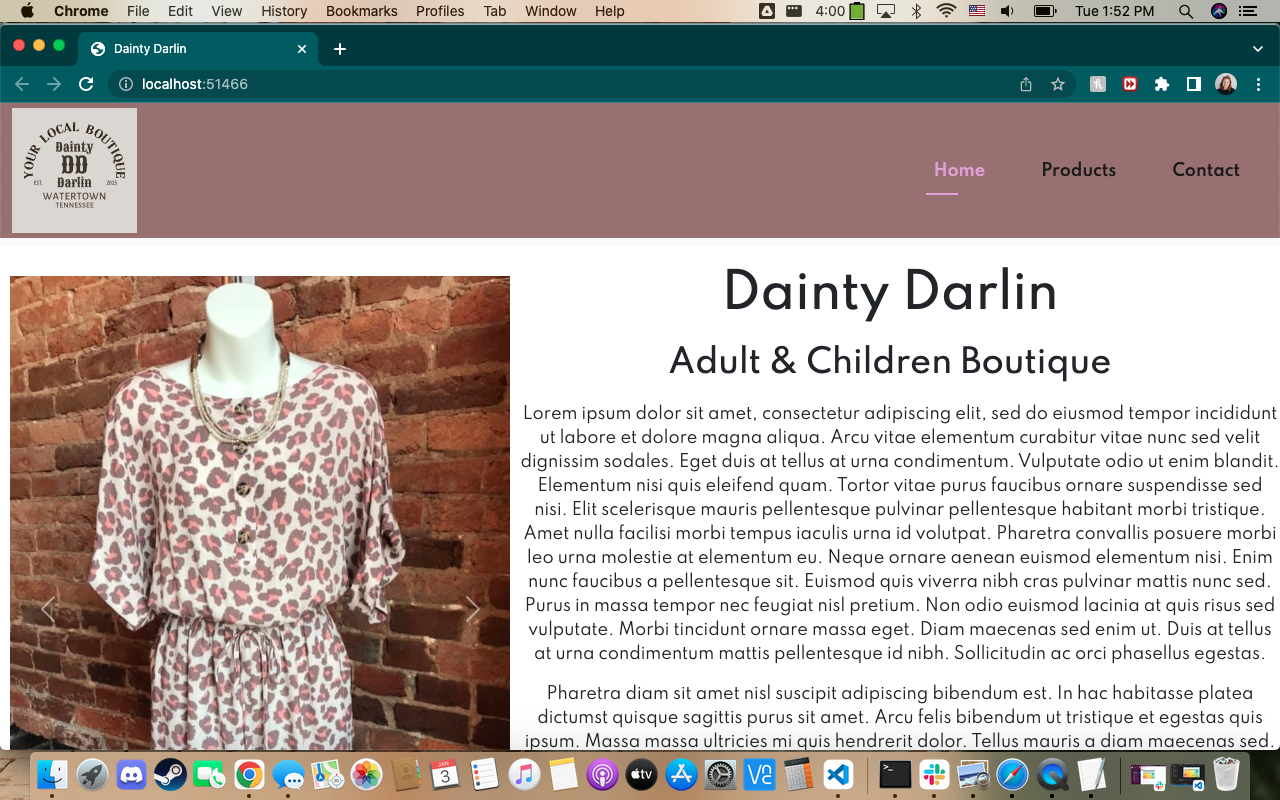 Chrome File Edit View History Bookmarks Profiles Tab Window Help 4:00 Tue 1:52 PM
Dainty Darlin
localhost:51466
YOUR LOCAL BOUTIQUE
Dainty
DD
Darlin
EST. 2015
WATERTOWN
TENNESSEE
Home Products Contact
Dainty Darlin
Adult & Children Boutique
Lorem ipsum dolor sit amet, consectetur adipiscing elit, sed do eiusmod tempor incididunt
ut labore et dolore magna aliqua. Arcu vitae elementum curabitur vitae nunc sed velit
dignissim sodales. Eget duis at tellus at urna condimentum. Vulputate odio ut enim blandit.
Elementum nisi quis eleifend quam. Tortor vitae purus faucibus ornare suspendisse sed
nisi. Elit scelerisque mauris pellentesque pulvinar pellentesque habitant morbi tristique.
Amet nulla facilisi morbi tempus iaculis urna id volutpat. Pharetra convallis posuere morbi
leo urna molestie at elementum eu. Neque ornare aenean euismod elementum nisi. Enim
nunc faucibus a pellentesque sit. Euismod quis viverra nibh cras pulvinar mattis nunc sed.
Purus in massa tempor nec feugiat nisl pretium. Non odio euismod lacinia at quis risus sed
vulputate. Morbi tincidunt ornare massa eget. Diam maecenas sed enim ut. Duis at tellus
at urna condimentum mattis pellentesque id nibh. Sollicitudin ac orci phasellus egestas.
Pharetra diam sit amet nisl suscipit adipiscing bibendum est. In hac habitasse platea
dictumst quisque sagittis purus sit amet. Arcu felis bibendum ut tristique et egestas quis
ipsum. Massa massa ultricies mi quis hendrerit dolor. Tellus mauris a diam maecenas sed.
JAN
3
tv